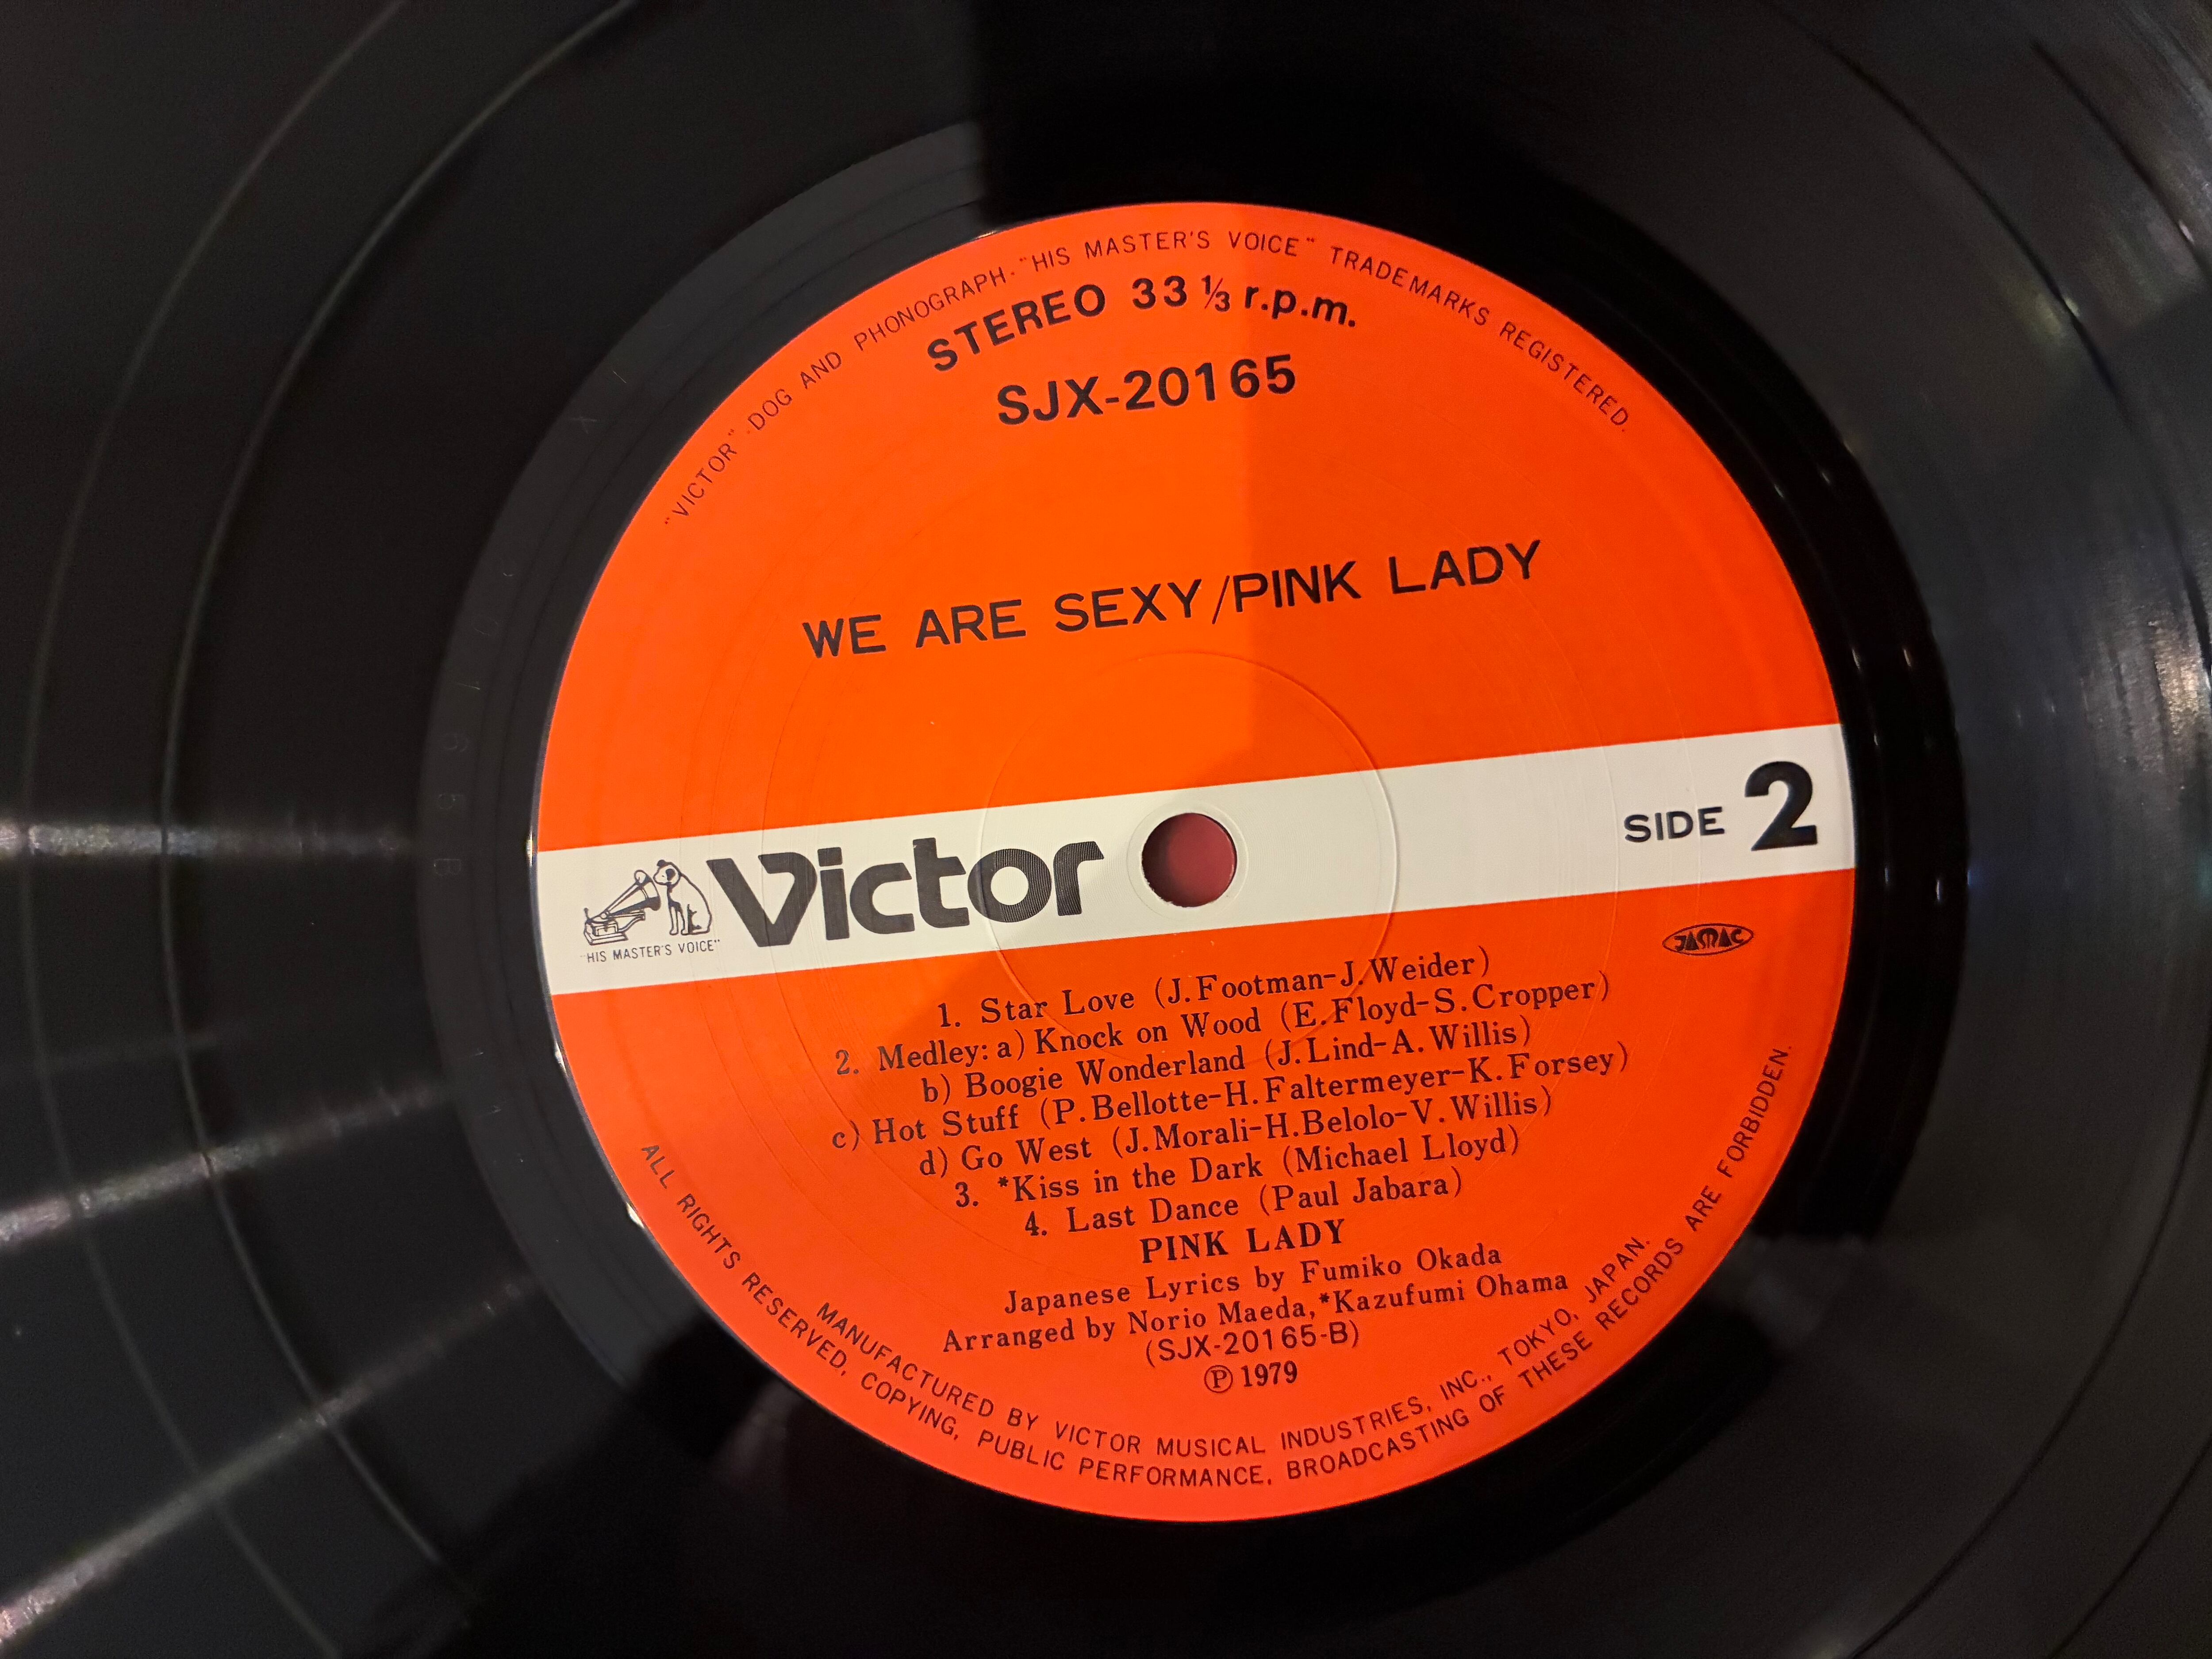 "VICTOR"·DOG AND PHONOGRAPH·"HIS MASTER'S VOICE" TRADEMARKS REGISTERED.
STEREO 33 ⅓ r.p.m.
SJX-20165
WE ARE SEXY/PINK LADY
Victor
"HIS MASTER'S VOICE"
SIDE 2
JASRAC
1. Star Love (J.Footman-J.Weider)
2. Medley: a) Knock on Wood (E.Floyd-S.Cropper)
b) Boogie Wonderland (J.Lind-A.Willis)
c) Hot Stuff (P.Bellotte-H.Faltermeyer-K.Forsey)
d) Go West (J.Morali-H.Belolo-V.Willis)
3. *Kiss in the Dark (Michael Lloyd)
4. Last Dance (Paul Jabara)
PINK LADY
Japanese Lyrics by Fumiko Okada
Arranged by Norio Maeda,*Kazufumi Ohama
(SJX-20165-B)
Ⓟ1979
MANUFACTURED BY VICTOR MUSICAL INDUSTRIES, INC., TOKYO, JAPAN.
ALL RIGHTS RESERVED, COPYING, PUBLIC PERFORMANCE, BROADCASTING OF THESE RECORDS ARE FORBIDDEN.